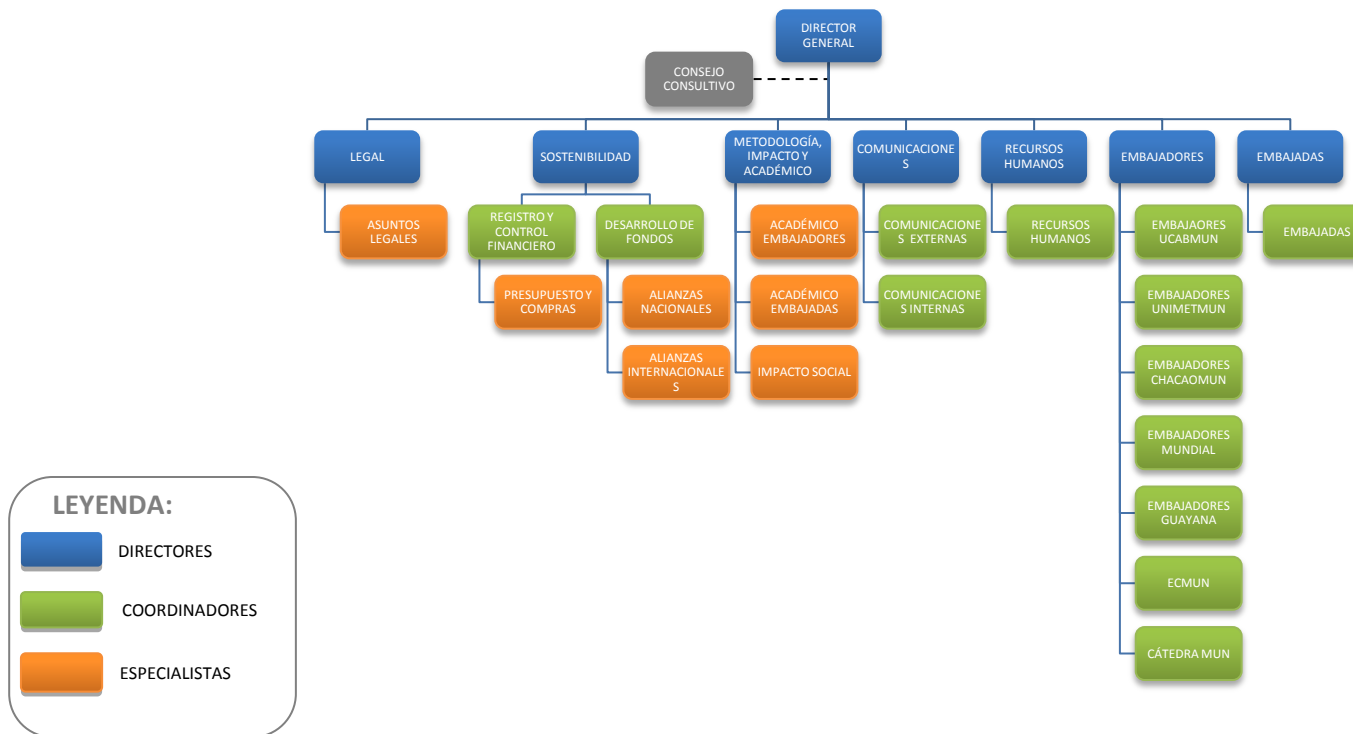 DIRECTOR
GENERAL
CONSEJO
CONSULTIVO
LEGAL
SOSTENIBILIDAD
METODOLOGÍA,
IMPACTO Y
ACADÉMICO
COMUNICACIONE
S
RECURSOS
HUMANOS
EMBAJADORES
EMBAJADAS
ASUNTOS
LEGALES
REGISTRO Y
CONTROL
FINANCIERO
DESARROLLO DE
FONDOS
ACADÉMICO
EMBAJADORES
COMUNICACIONE
S EXTERNAS
RECURSOS
HUMANOS
EMBAJAORES
UCABMUN
EMBAJADAS
PRESUPUESTO Y
COMPRAS
ALIANZAS
NACIONALES
ACADÉMICO
EMBAJADAS
COMUNICACIONE
S INTERNAS
EMBAJADORES
UNIMETMUN
ALIANZAS
INTERNACIONALE
S
IMPACTO SOCIAL
EMBAJADORES
CHACAOMUN
EMBAJADORES
MUNDIAL
EMBAJADORES
GUAYANA
ECMUN
CÁTEDRA MUN
LEYENDA:
DIRECTORES
COORDINADORES
ESPECIALISTAS